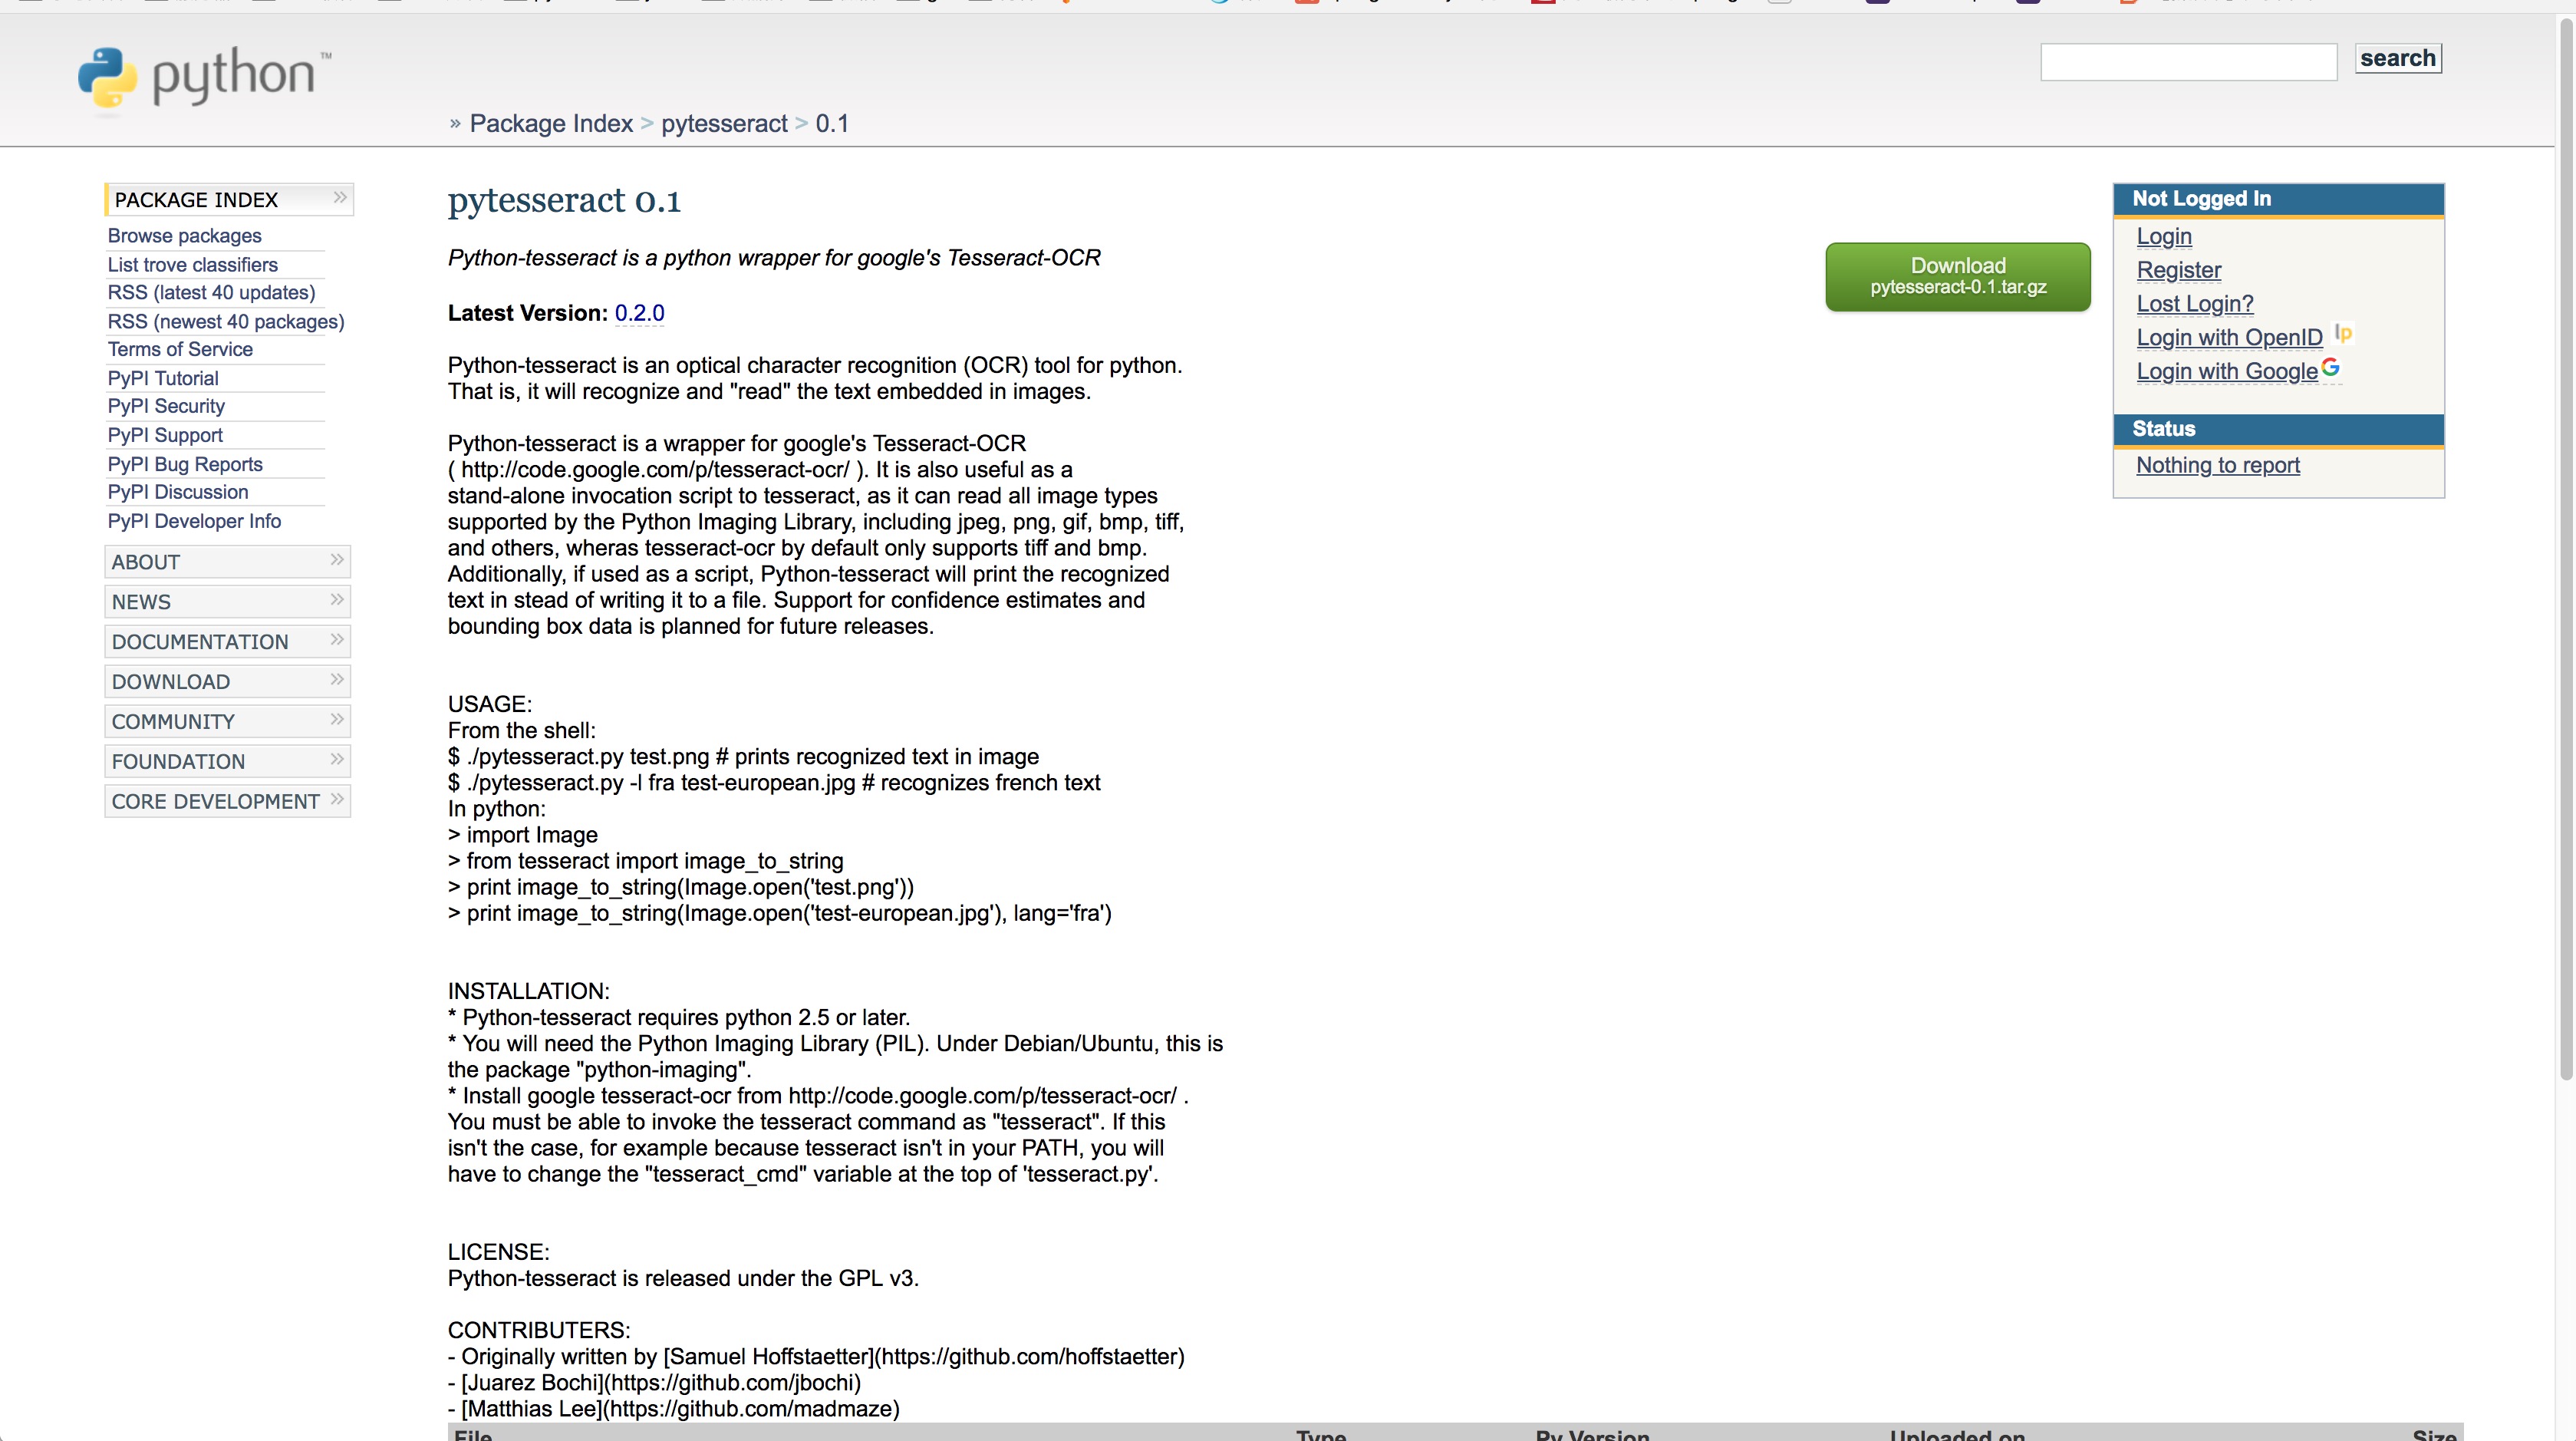 python™
search
» Package Index > pytesseract > 0.1
PACKAGE INDEX »
Browse packages
List trove classifiers
RSS (latest 40 updates)
RSS (newest 40 packages)
Terms of Service
PyPI Tutorial
PyPI Security
PyPI Support
PyPI Bug Reports
PyPI Discussion
PyPI Developer Info
ABOUT »
NEWS »
DOCUMENTATION »
DOWNLOAD »
COMMUNITY »
FOUNDATION »
CORE DEVELOPMENT »
pytesseract 0.1
Python-tesseract is a python wrapper for google's Tesseract-OCR
Latest Version: 0.2.0
Python-tesseract is an optical character recognition (OCR) tool for python.
That is, it will recognize and "read" the text embedded in images.
Python-tesseract is a wrapper for google's Tesseract-OCR
( http://code.google.com/p/tesseract-ocr/ ). It is also useful as a
stand-alone invocation script to tesseract, as it can read all image types
supported by the Python Imaging Library, including jpeg, png, gif, bmp, tiff,
and others, wheras tesseract-ocr by default only supports tiff and bmp.
Additionally, if used as a script, Python-tesseract will print the recognized
text in stead of writing it to a file. Support for confidence estimates and
bounding box data is planned for future releases.
USAGE:
From the shell:
$ ./pytesseract.py test.png # prints recognized text in image
$ ./pytesseract.py -l fra test-european.jpg # recognizes french text
In python:
> import Image
> from tesseract import image_to_string
> print image_to_string(Image.open('test.png'))
> print image_to_string(Image.open('test-european.jpg'), lang='fra')
INSTALLATION:
* Python-tesseract requires python 2.5 or later.
* You will need the Python Imaging Library (PIL). Under Debian/Ubuntu, this is
the package "python-imaging".
* Install google tesseract-ocr from http://code.google.com/p/tesseract-ocr/ .
You must be able to invoke the tesseract command as "tesseract". If this
isn't the case, for example because tesseract isn't in your PATH, you will
have to change the "tesseract_cmd" variable at the top of 'tesseract.py'.
LICENSE:
Python-tesseract is released under the GPL v3.
CONTRIBUTERS:
- Originally written by [Samuel Hoffstaetter](https://github.com/hoffstaetter)
- [Juarez Bochi](https://github.com/jbochi)
- [Matthias Lee](https://github.com/madmaze)
File Type Py Version Uploaded on Size
Download
pytesseract-0.1.tar.gz
Not Logged In
Login
Register
Lost Login?
Login with OpenID lp
Login with Google G
Status
Nothing to report